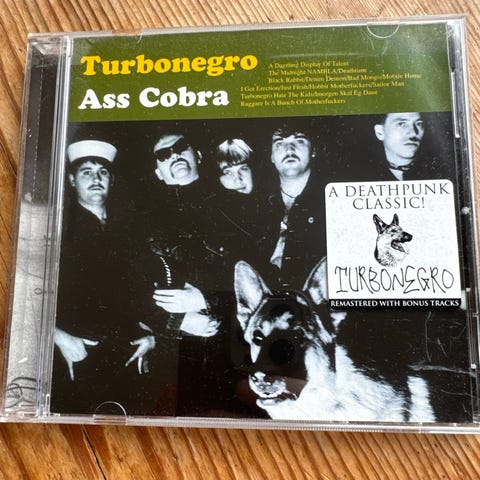 Turbonegro
Ass Cobra
A Dazzling Display Of Talent
The Midnight NAMBLA/Deathtime
Black Rabbit/Denim Demon/Bad Mongo/Mobile Home
I Got Erection/Just Flesh/Hobbit Motherfuckers/Sailor Man
Turbonegro Hate The Kids/Imorgen Skal Eg Daue
Raggare Is A Bunch Of Motherfuckers
A DEATHPUNK
CLASSIC!
TURBONEGRO
REMASTERED WITH BONUS TRACKS